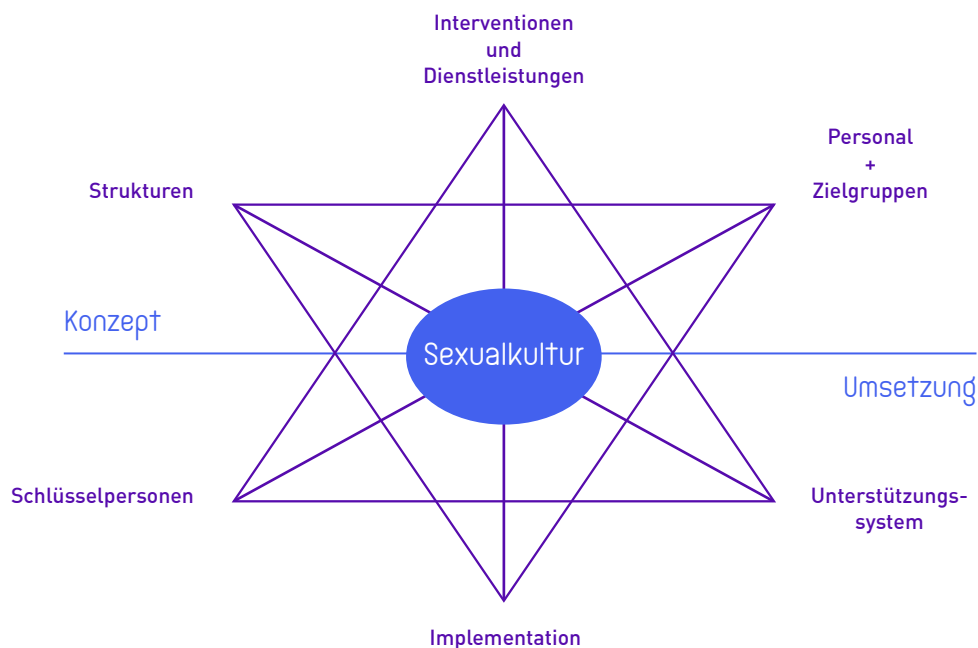 Interventionen
und
Dienstleistungen
Personal
+
Zielgruppen
Strukturen
Konzept
Sexualkultur
Umsetzung
Schlüsselpersonen
Unterstützungs-
system
Implementation